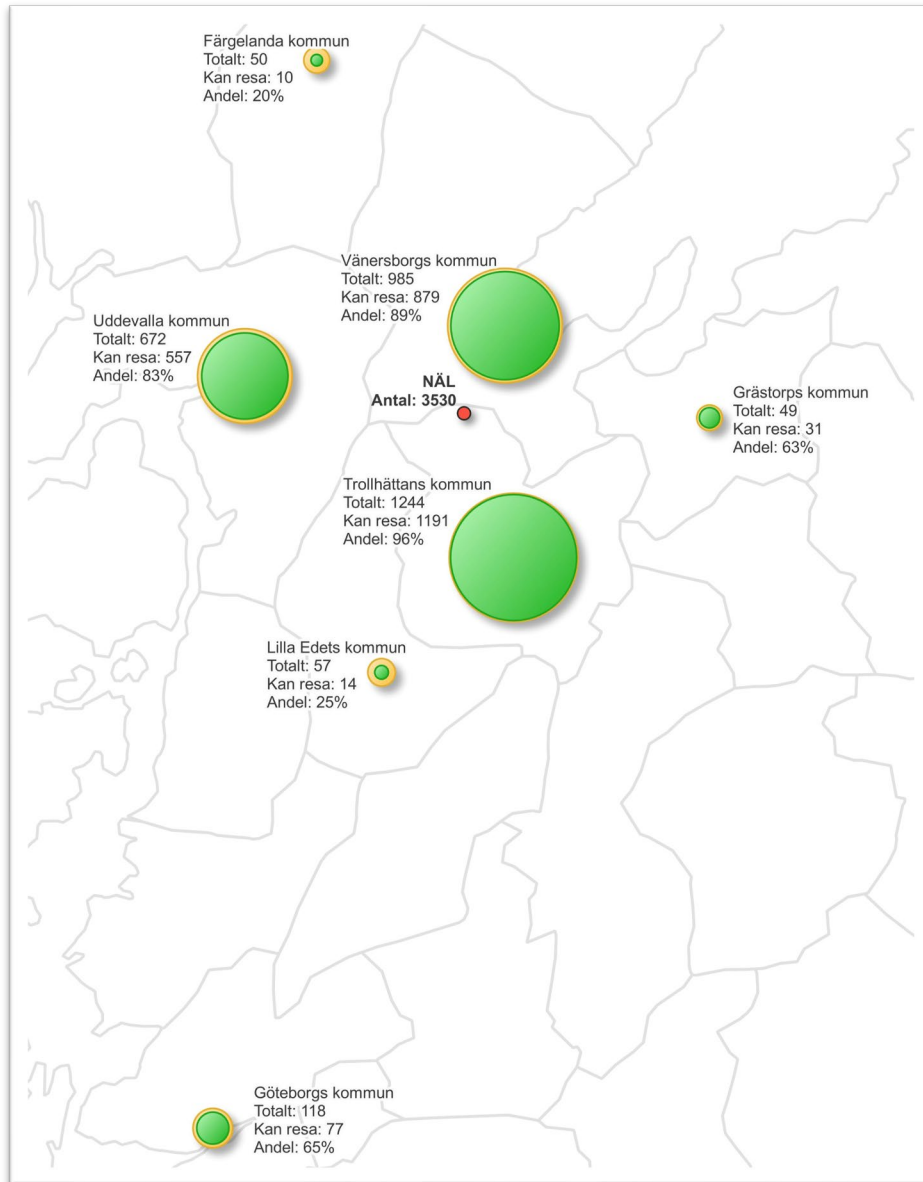 Färgelanda kommun
Totalt: 50
Kan resa: 10
Andel: 20%
Vänersborgs kommun
Totalt: 985
Kan resa: 879
Andel: 89%
Uddevalla kommun
Totalt: 672
Kan resa: 557
Andel: 83%
NÄL
Antal: 3530
Grästorps kommun
Totalt: 49
Kan resa: 31
Andel: 63%
Trollhättans kommun
Totalt: 1244
Kan resa: 1191
Andel: 96%
Lilla Edets kommun
Totalt: 57
Kan resa: 14
Andel: 25%
Göteborgs kommun
Totalt: 118
Kan resa: 77
Andel: 65%